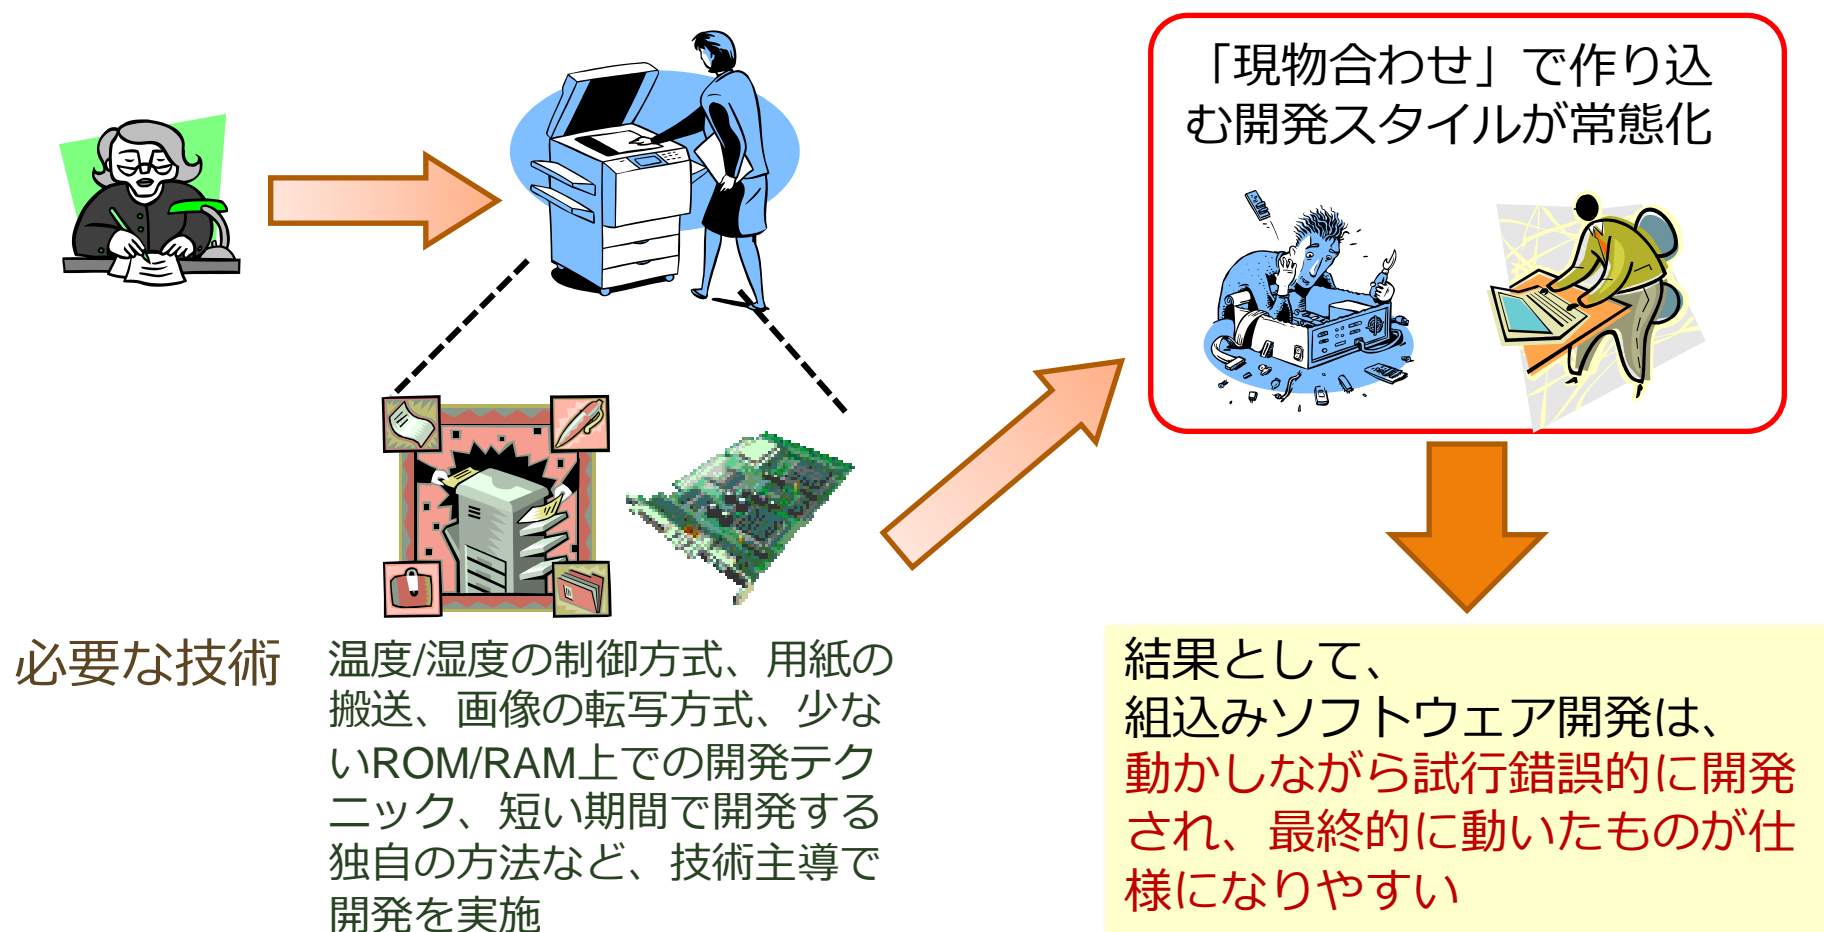 「現物合わせ」で作り込
む開発スタイルが常態化
必要な技術
温度/湿度の制御方式、用紙の
搬送、画像の転写方式、少な
いROM/RAM上での開発テク
ニック、短い期間で開発する
独自の方法など、技術主導で
開発を実施
結果として、
組込みソフトウェア開発は、
動かしながら試行錯誤的に開発
され、最終的に動いたものが仕
様になりやすい